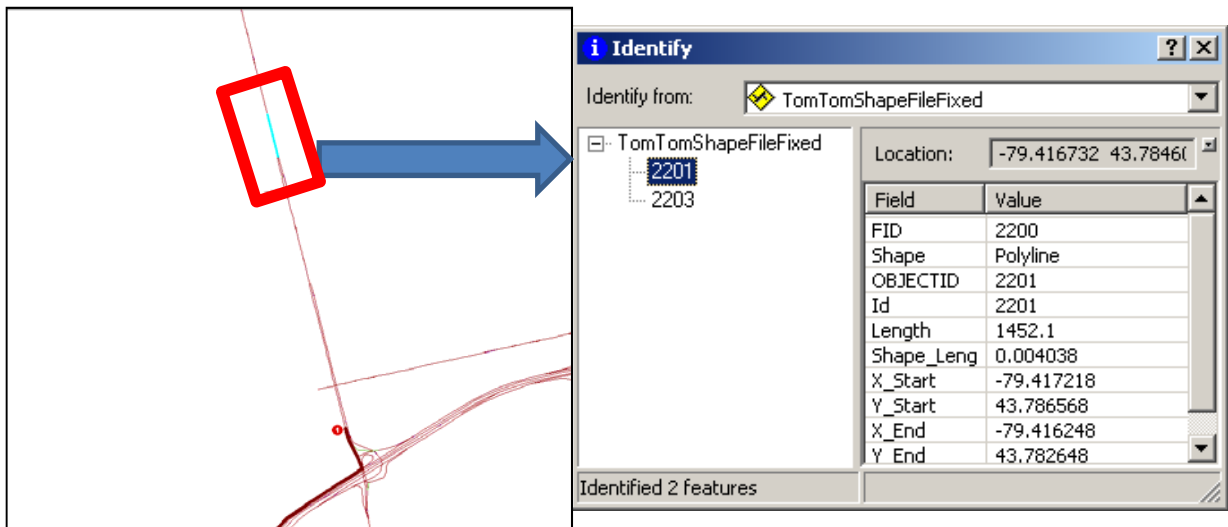 1
Identify
Identify from: TomTomShapeFileFixed
TomTomShapeFileFixed
2201
2203
Location: -79.416732 43.7846
Field Value
FID 2200
Shape Polyline
OBJECTID 2201
Id 2201
Length 1452.1
Shape_Leng 0.004038
X_Start -79.417218
Y_Start 43.786568
X_End -79.416248
Y_End 43.782648
Identified 2 features